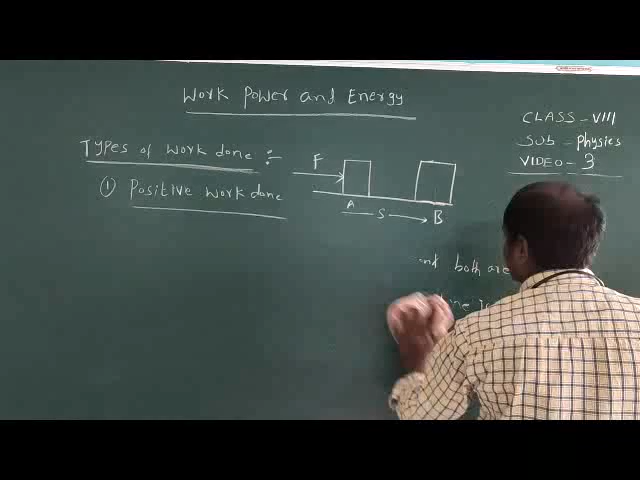 Work Power and Energy
CLASS - VIII
SUB - Physics
VIDEO - 3
Types of work done :-
① Positive work done
F
A
S
B
both are